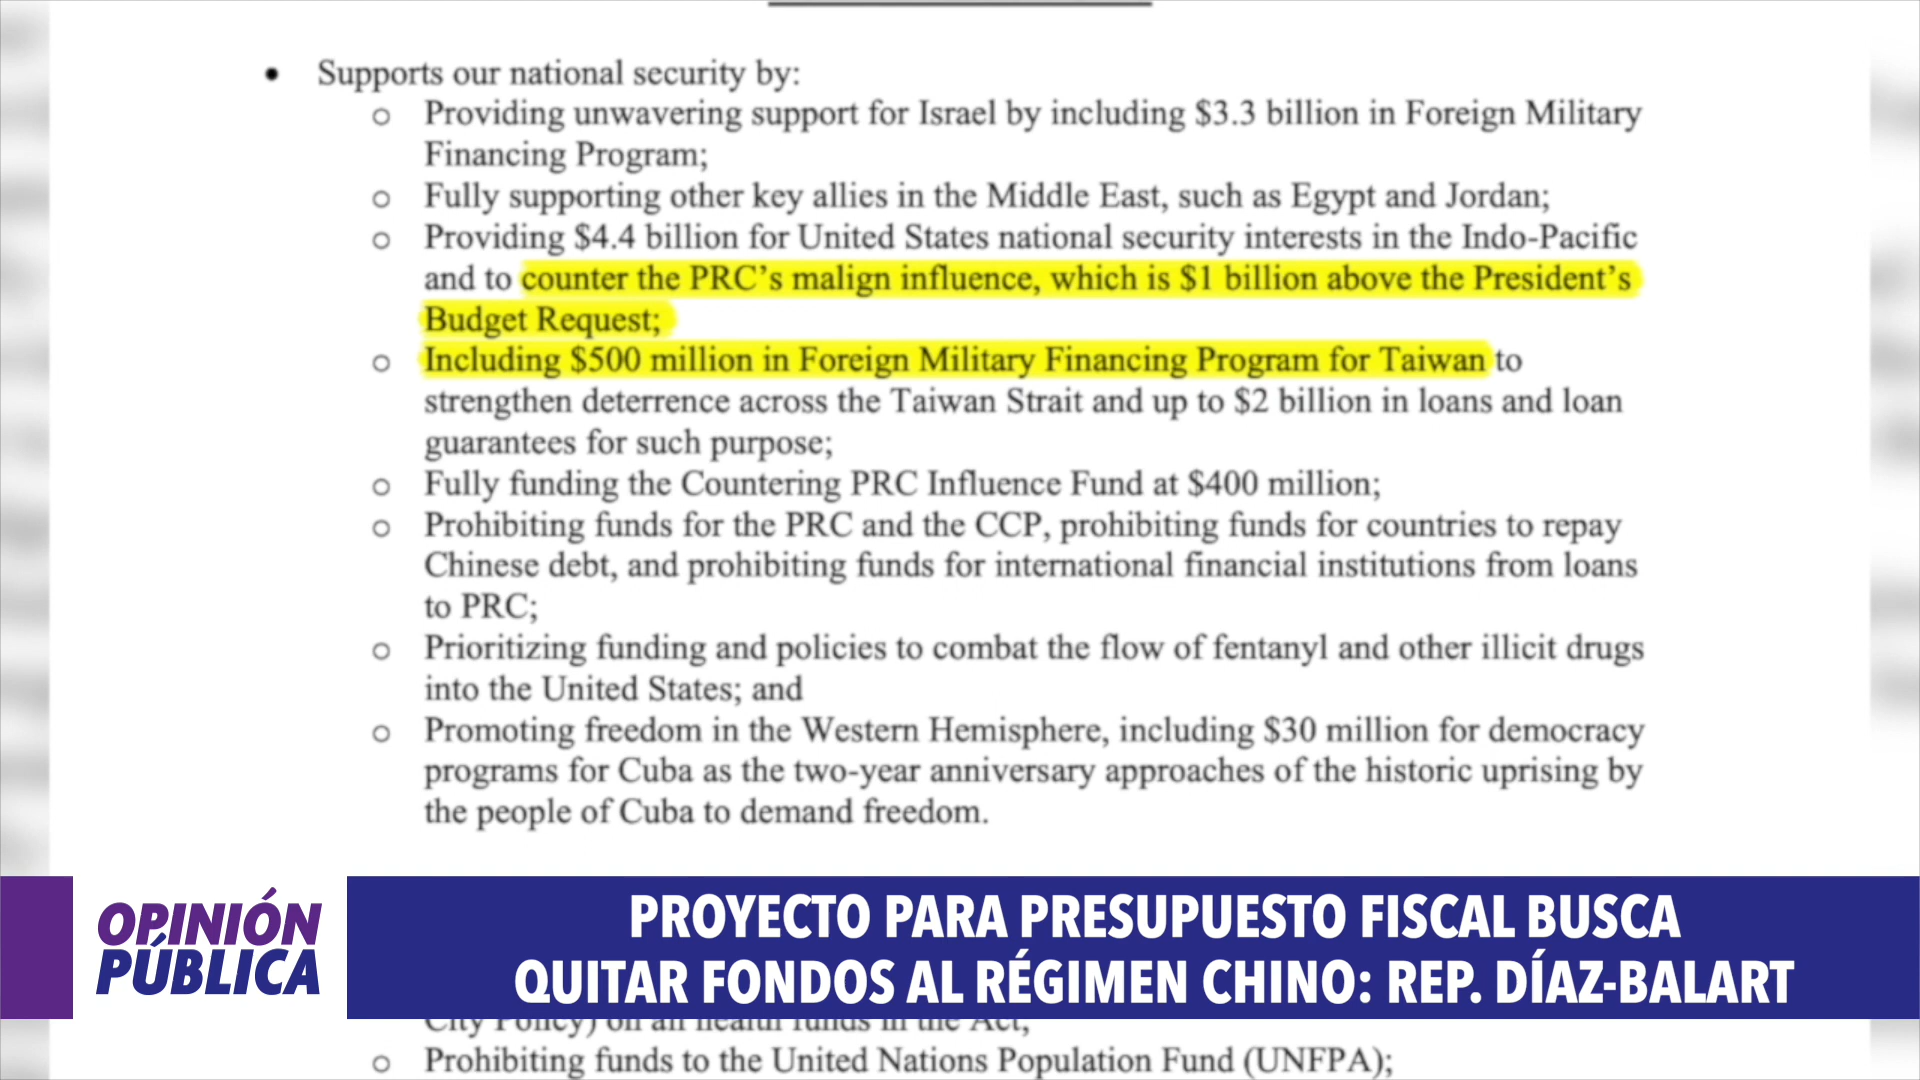 • Supports our national security by:
o Providing unwavering support for Israel by including $3.3 billion in Foreign Military
Financing Program;
o Fully supporting other key allies in the Middle East, such as Egypt and Jordan;
o Providing $4.4 billion for United States national security interests in the Indo-Pacific
and to counter the PRC’s malign influence, which is $1 billion above the President’s
Budget Request;
o Including $500 million in Foreign Military Financing Program for Taiwan to
strengthen deterrence across the Taiwan Strait and up to $2 billion in loans and loan
guarantees for such purpose;
o Fully funding the Countering PRC Influence Fund at $400 million;
o Prohibiting funds for the PRC and the CCP, prohibiting funds for countries to repay
Chinese debt, and prohibiting funds for international financial institutions from loans
to PRC;
o Prioritizing funding and policies to combat the flow of fentanyl and other illicit drugs
into the United States; and
o Promoting freedom in the Western Hemisphere, including $30 million for democracy
programs for Cuba as the two-year anniversary approaches of the historic uprising by
the people of Cuba to demand freedom.
OPINIÓN
PÚBLICA
PROYECTO PARA PRESUPUESTO FISCAL BUSCA
QUITAR FONDOS AL RÉGIMEN CHINO: REP. DÍAZ-BALART
City Policy) on all health funds in the Act;
o Prohibiting funds to the United Nations Population Fund (UNFPA);